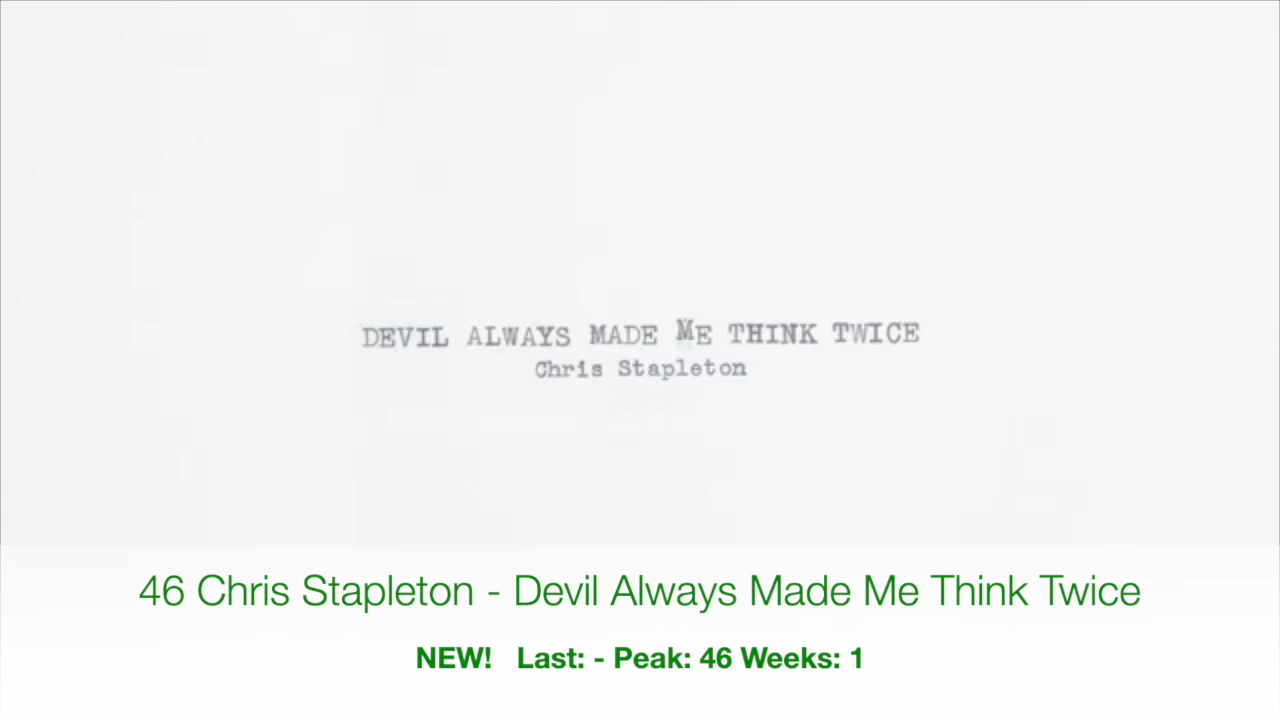 DEVIL ALWAYS MADE ME THINK TWICE
Chris Stapleton
46 Chris Stapleton - Devil Always Made Me Think Twice
NEW! Last: - Peak: 46 Weeks: 1